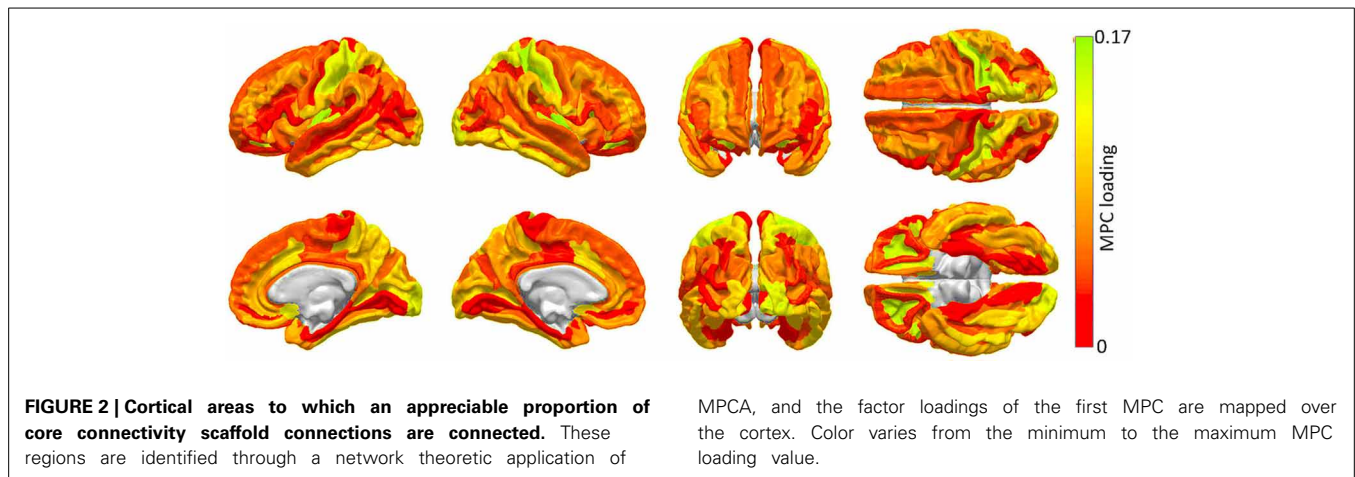 0.17
MPC loading
0
FIGURE 2 | Cortical areas to which an appreciable proportion of
core connectivity scaffold connections are connected. These
regions are identified through a network theoretic application of
MPCA, and the factor loadings of the first MPC are mapped over
the cortex. Color varies from the minimum to the maximum MPC
loading value.